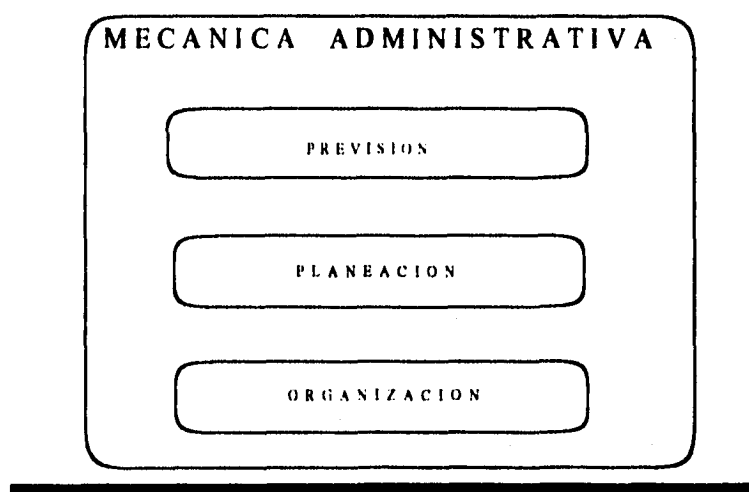 MECANICA ADMINISTRATIVA
PREVISION
PLANEACION
ORGANIZACION